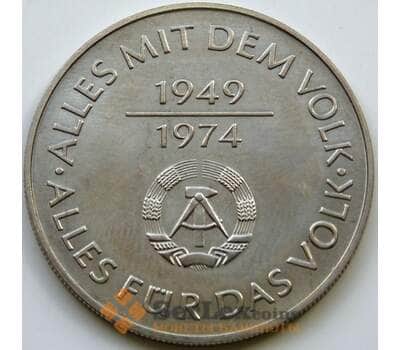 · ALLES MIT DEM VOLK ·
1949
1974
ALLES FÜR DAS VOLK